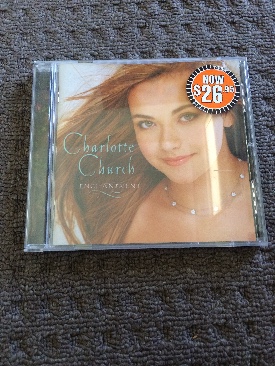 NOW
$26.95
Charlotte
Church
ENCHANTMENT